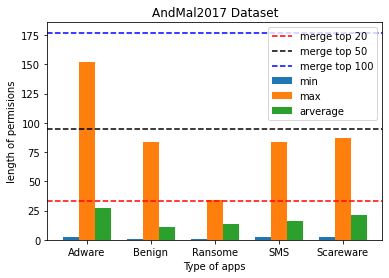 AndMal2017 Dataset
merge top 20
merge top 50
merge top 100
min
max
arverage
length of permisions
175
150
125
100
75
50
25
0
Adware Benign Ransome SMS Scareware
Type of apps